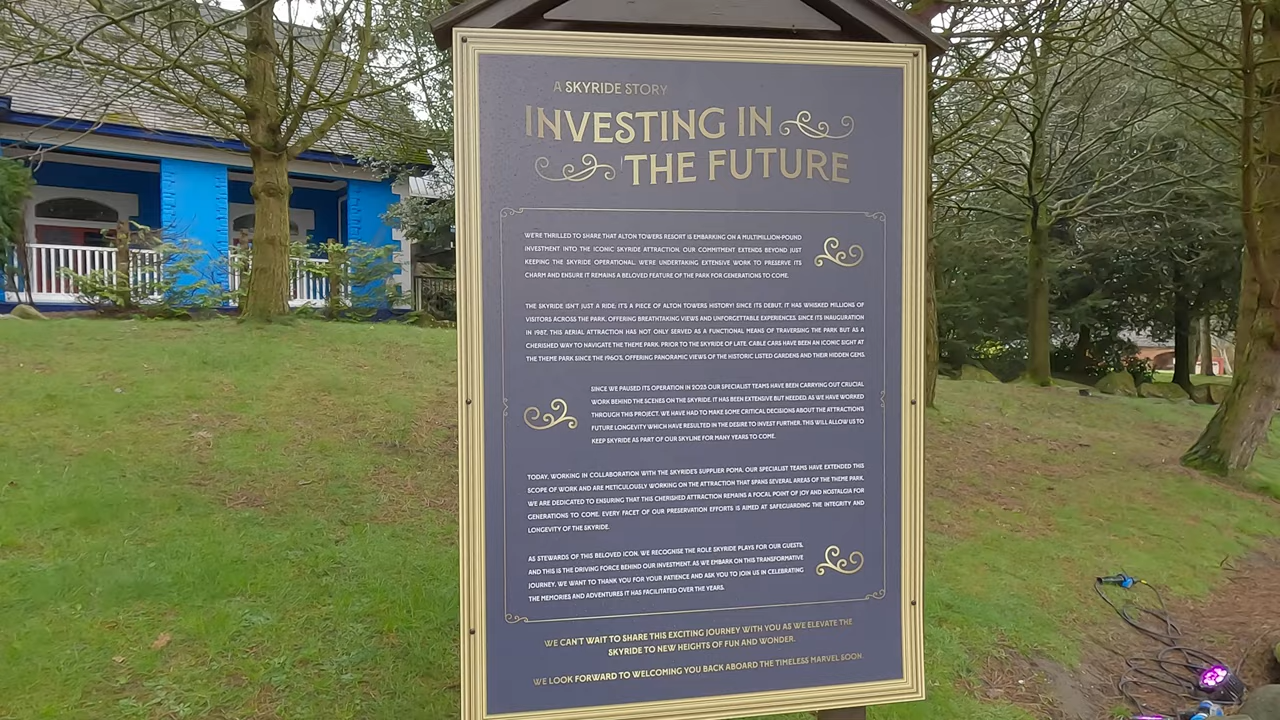 A SKYRIDE STORY
INVESTING IN
THE FUTURE
WE'RE THRILLED TO SHARE THAT ALTON TOWERS RESORT IS EMBARKING ON A MULTIMILLION-POUND
INVESTMENT INTO THE ICONIC SKYRIDE ATTRACTION. OUR COMMITMENT EXTENDS BEYOND JUST
KEEPING THE SKYRIDE OPERATIONAL. WE'RE UNDERTAKING EXTENSIVE WORK TO PRESERVE ITS
CHARM AND ENSURE IT REMAINS A BELOVED FEATURE OF THE PARK FOR GENERATIONS TO COME.
THE SKYRIDE ISN'T JUST A RIDE; IT'S A PIECE OF ALTON TOWERS HISTORY! SINCE ITS DEBUT, IT HAS WHISKED MILLIONS OF
VISITORS ACROSS THE PARK, OFFERING BREATHTAKING VIEWS AND UNFORGETTABLE EXPERIENCES. SINCE ITS INAUGURATION
IN 1987, THIS AERIAL ATTRACTION HAS NOT ONLY SERVED AS A FUNCTIONAL MEANS OF TRAVERSING THE PARK BUT AS A
CHERISHED WAY TO NAVIGATE THE THEME PARK. PRIOR TO THE SKYRIDE OF LATE, CABLE CARS HAVE BEEN AN ICONIC SIGHT AT
THE THEME PARK SINCE THE 1960'S, OFFERING PANORAMIC VIEWS OF THE HISTORIC LISTED GARDENS AND THEIR HIDDEN GEMS.
SINCE WE PAUSED ITS OPERATION IN 2023 OUR SPECIALIST TEAMS HAVE BEEN CARRYING OUT CRUCIAL
WORK BEHIND THE SCENES ON THE SKYRIDE. IT HAS BEEN EXTENSIVE BUT NEEDED. AS WE HAVE WORKED
THROUGH THIS PROJECT, WE HAVE HAD TO MAKE SOME CRITICAL DECISIONS ABOUT THE ATTRACTION'S
FUTURE LONGEVITY WHICH HAVE RESULTED IN THE DESIRE TO INVEST FURTHER. THIS WILL ALLOW US TO
KEEP SKYRIDE AS PART OF OUR SKYLINE FOR MANY YEARS TO COME.
TODAY, WORKING IN COLLABORATION WITH THE SKYRIDE'S SUPPLIER POMA, OUR SPECIALIST TEAMS HAVE EXTENDED THIS
SCOPE OF WORK AND ARE METICULOUSLY WORKING ON THE ATTRACTION THAT SPANS SEVERAL AREAS OF THE THEME PARK.
WE ARE DEDICATED TO ENSURING THAT THIS CHERISHED ATTRACTION REMAINS A FOCAL POINT OF JOY AND NOSTALGIA FOR
GENERATIONS TO COME. EVERY FACET OF OUR PRESERVATION EFFORTS IS AIMED AT SAFEGUARDING THE INTEGRITY AND
LONGEVITY OF THE SKYRIDE.
AS STEWARDS OF THIS BELOVED ICON, WE RECOGNISE THE ROLE SKYRIDE PLAYS FOR OUR GUESTS,
AND THIS IS THE DRIVING FORCE BEHIND OUR INVESTMENT. AS WE EMBARK ON THIS TRANSFORMATIVE
JOURNEY, WE WANT TO THANK YOU FOR YOUR PATIENCE AND ASK YOU TO JOIN US IN CELEBRATING
THE MEMORIES AND ADVENTURES IT HAS FACILITATED OVER THE YEARS.
WE CAN'T WAIT TO SHARE THIS EXCITING JOURNEY WITH YOU AS WE ELEVATE THE
SKYRIDE TO NEW HEIGHTS OF FUN AND WONDER.
WE LOOK FORWARD TO WELCOMING YOU BACK ABOARD THE TIMELESS MARVEL SOON.